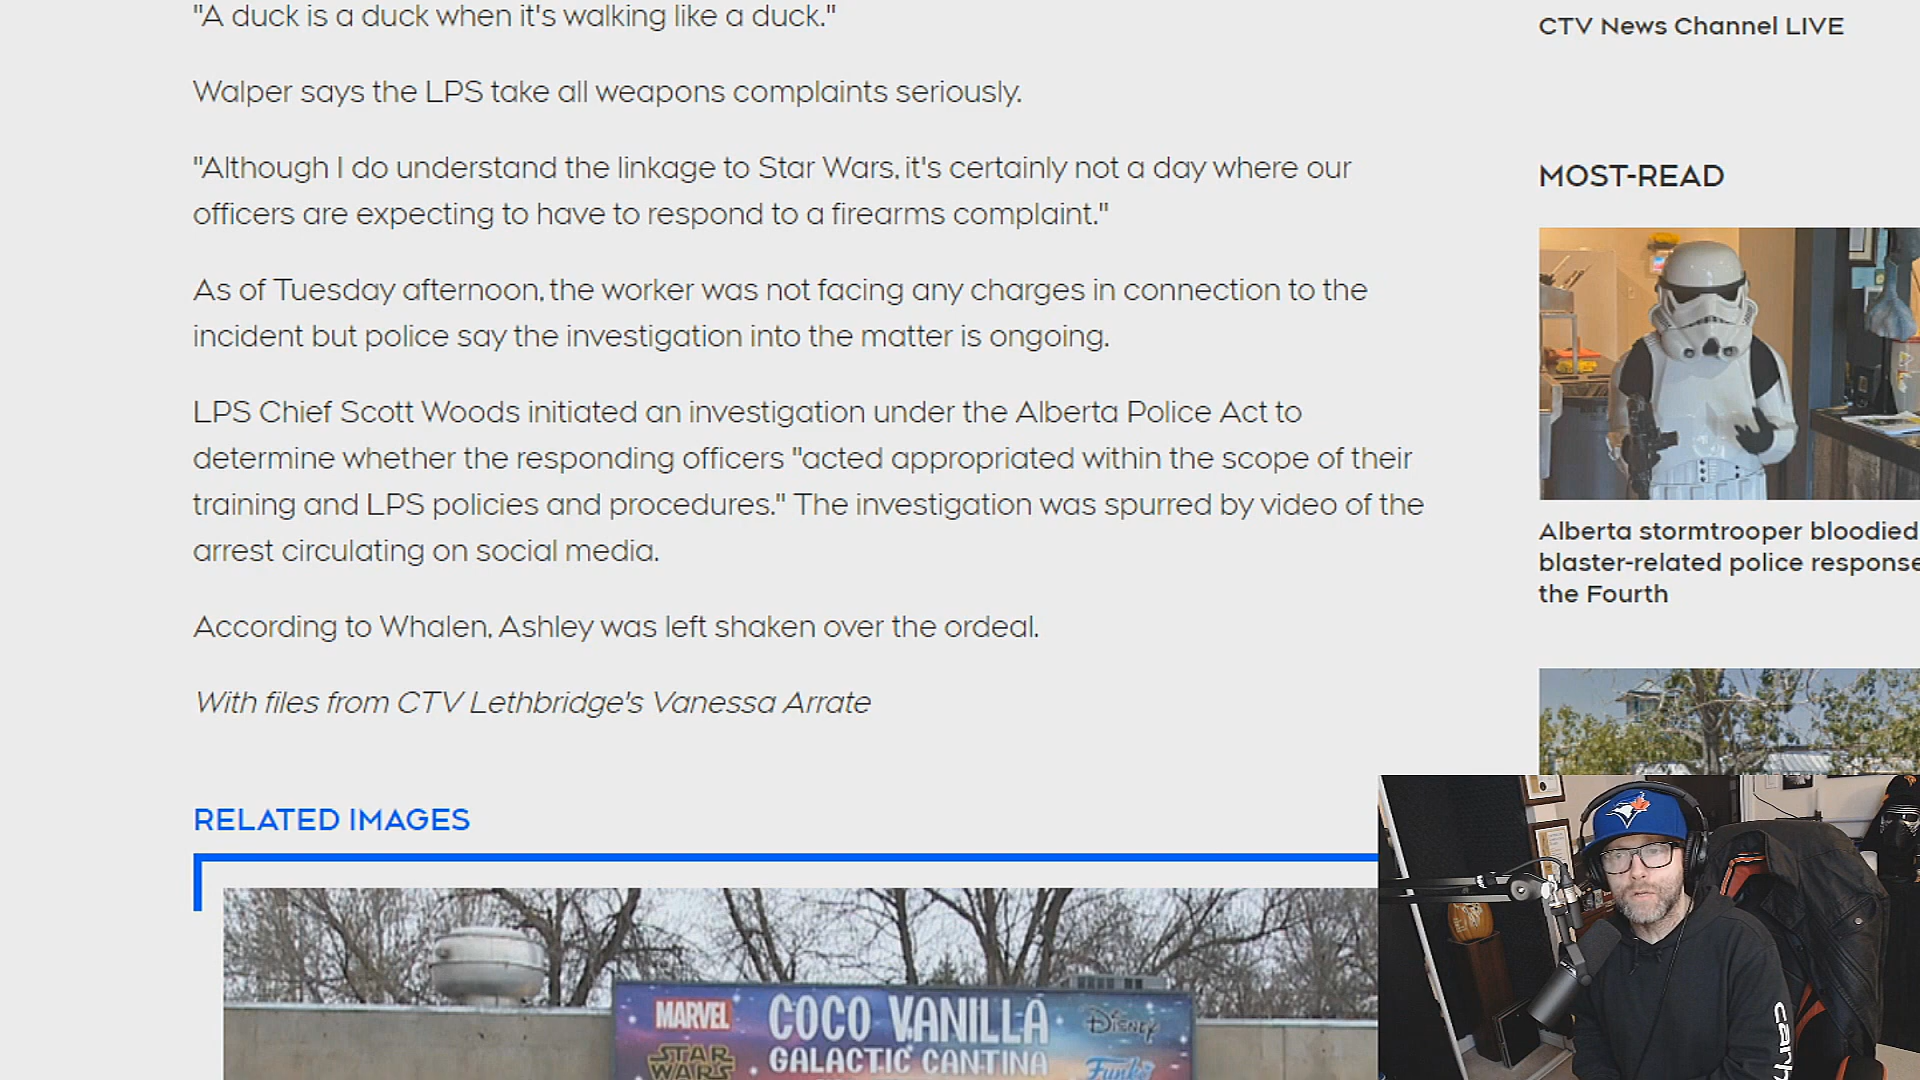 "A duck is a duck when it's walking like a duck."
Walper says the LPS take all weapons complaints seriously.
"Although I do understand the linkage to Star Wars, it's certainly not a day where our
officers are expecting to have to respond to a firearms complaint."
As of Tuesday afternoon, the worker was not facing any charges in connection to the
incident but police say the investigation into the matter is ongoing.
LPS Chief Scott Woods initiated an investigation under the Alberta Police Act to
determine whether the responding officers "acted appropriated within the scope of their
training and LPS policies and procedures." The investigation was spurred by video of the
arrest circulating on social media.
According to Whalen, Ashley was left shaken over the ordeal.
With files from CTV Lethbridge's Vanessa Arrate
RELATED IMAGES
MARVEL
STAR
WARS
COCO VANILLA
GALACTIC CANTINA
Disney
Funko
CTV News Channel LIVE
MOST-READ
Alberta stormtrooper bloodied
blaster-related police response
the Fourth